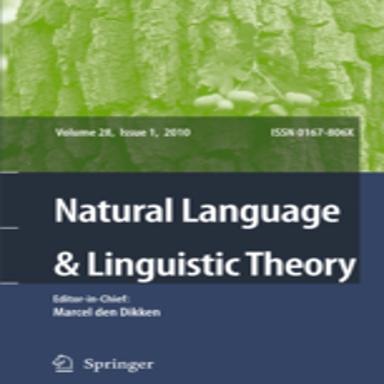 Volume 28, Issue 1, 2010 ISSN 0167-806X
Natural Language
& Linguistic Theory
Editor-in-Chief:
Marcel den Dikken
Springer